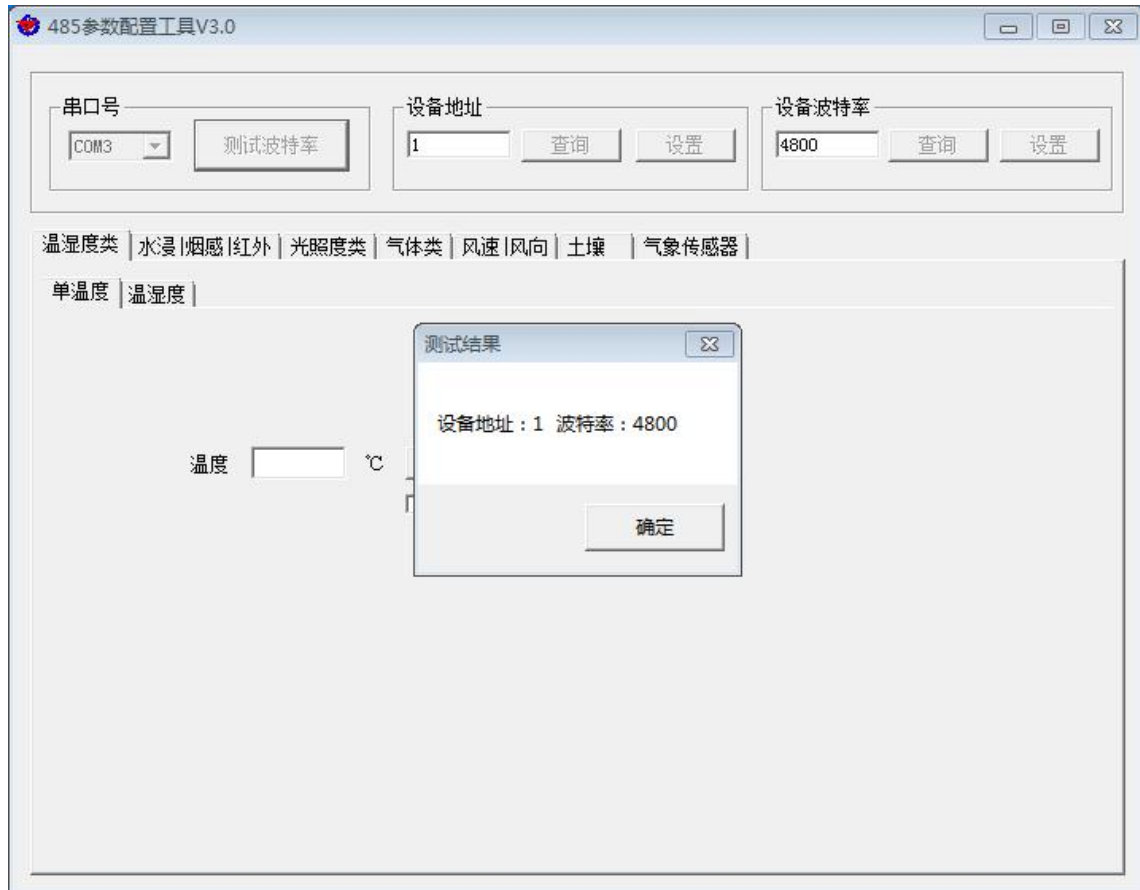 485参数配置工具V3.0
串口号 设备地址 设备波特率
COM3 测试波特率 1 查询 设置 4800 查询 设置
温湿度类 水浸|烟感|红外 光照度类 气体类 风速|风向 土壤 气象传感器
单温度 温湿度
测试结果
设备地址：1 波特率：4800
温度 ℃
确定